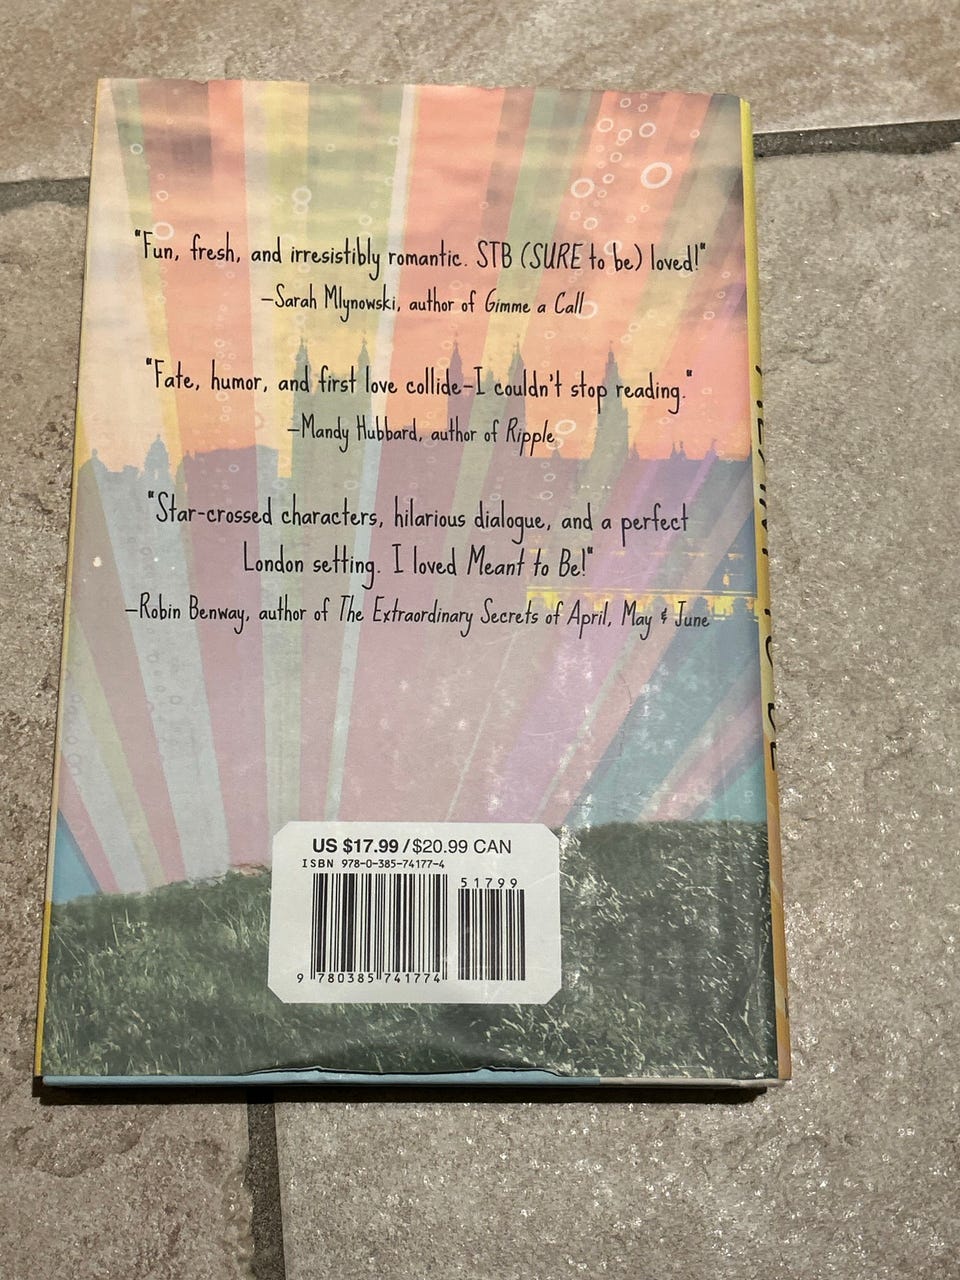 "Fun, fresh, and irresistibly romantic. STB (SURE to be) loved!"
—Sarah Mlynowski, author of Gimme a Call
"Fate, humor, and first love collide—I couldn't stop reading."
—Mandy Hubbard, author of Ripple
"Star-crossed characters, hilarious dialogue, and a perfect
London setting. I loved Meant to Be!"
—Robin Benway, author of The Extraordinary Secrets of April, May & June
US $17.99 / $20.99 CAN
ISBN 978-0-385-74177-4
51799
9 780385 741774
MEANT TO BE